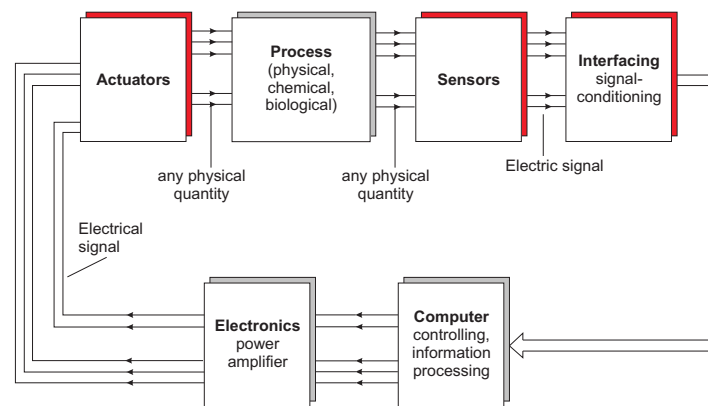 Actuators
Process
(physical,
chemical,
biological)
Sensors
Interfacing
signal-
conditioning
any physical
quantity
any physical
quantity
Electric signal
Electrical
signal
Electronics
power
amplifier
Computer
controlling,
information
processing